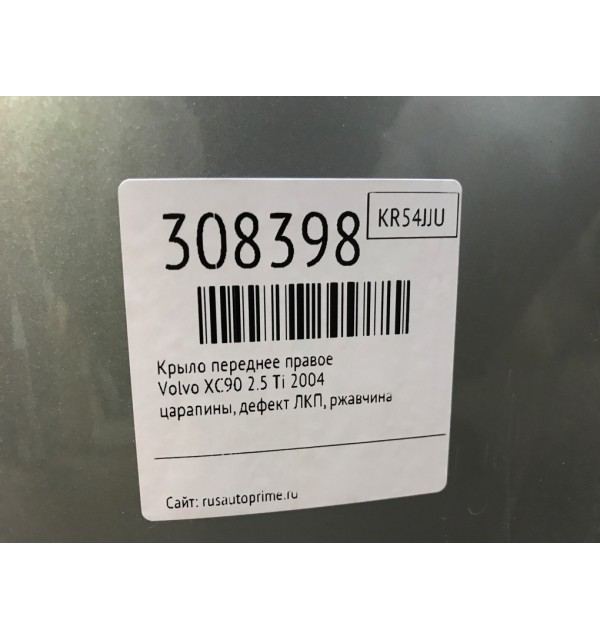 308398
KR54JJU
Крыло переднее правое
Volvo XC90 2.5 Ti 2004
царапины, дефект ЛКП, ржавчина
Сайт: rusautoprime.ru